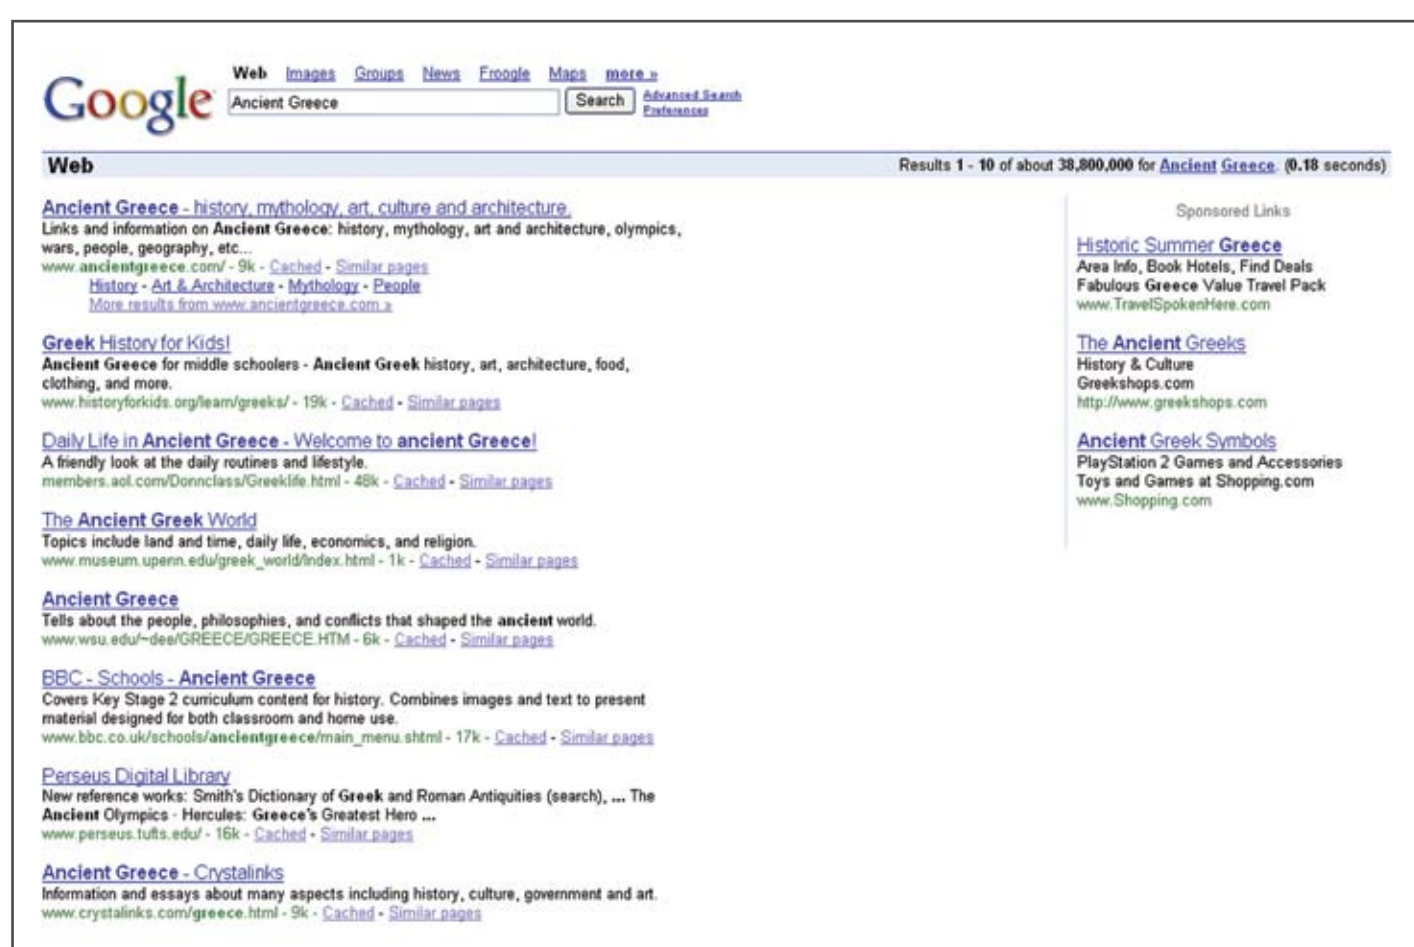 Google
Web Images Groups News Froogle Maps more »
Ancient Greece Search Advanced Search
Preferences
Web Results 1 - 10 of about 38,800,000 for Ancient Greece. (0.18 seconds)
Ancient Greece - history, mythology, art, culture and architecture.
Links and information on Ancient Greece: history, mythology, art and architecture, olympics,
wars, people, geography, etc...
www.ancientgreece.com/ - 9k - Cached - Similar pages
History - Art & Architecture - Mythology - People
More results from www.ancientgreece.com »
Greek History for Kids!
Ancient Greece for middle schoolers - Ancient Greek history, art, architecture, food,
clothing, and more.
www.historyforkids.org/learn/greeks/ - 19k - Cached - Similar pages
Daily Life in Ancient Greece - Welcome to ancient Greece!
A friendly look at the daily routines and lifestyle.
members.aol.com/Donnclass/Greeklife.html - 48k - Cached - Similar pages
The Ancient Greek World
Topics include land and time, daily life, economics, and religion.
www.museum.upenn.edu/greek_world/Index.html - 1k - Cached - Similar pages
Ancient Greece
Tells about the people, philosophies, and conflicts that shaped the ancient world.
www.wsu.edu/~dee/GREECE/GREECE.HTM - 6k - Cached - Similar pages
BBC - Schools - Ancient Greece
Covers Key Stage 2 curriculum content for history. Combines images and text to present
material designed for both classroom and home use.
www.bbc.co.uk/schools/ancientgreece/main_menu.shtml - 17k - Cached - Similar pages
Perseus Digital Library
New reference works: Smith's Dictionary of Greek and Roman Antiquities (search), ... The
Ancient Olympics · Hercules: Greece's Greatest Hero ...
www.perseus.tufts.edu/ - 16k - Cached - Similar pages
Ancient Greece - Crystalinks
Information and essays about many aspects including history, culture, government and art.
www.crystalinks.com/greece.html - 9k - Cached - Similar pages
Sponsored Links
Historic Summer Greece
Area Info, Book Hotels, Find Deals
Fabulous Greece Value Travel Pack
www.TravelSpokenHere.com
The Ancient Greeks
History & Culture
Greekshops.com
http://www.greekshops.com
Ancient Greek Symbols
PlayStation 2 Games and Accessories
Toys and Games at Shopping.com
www.Shopping.com